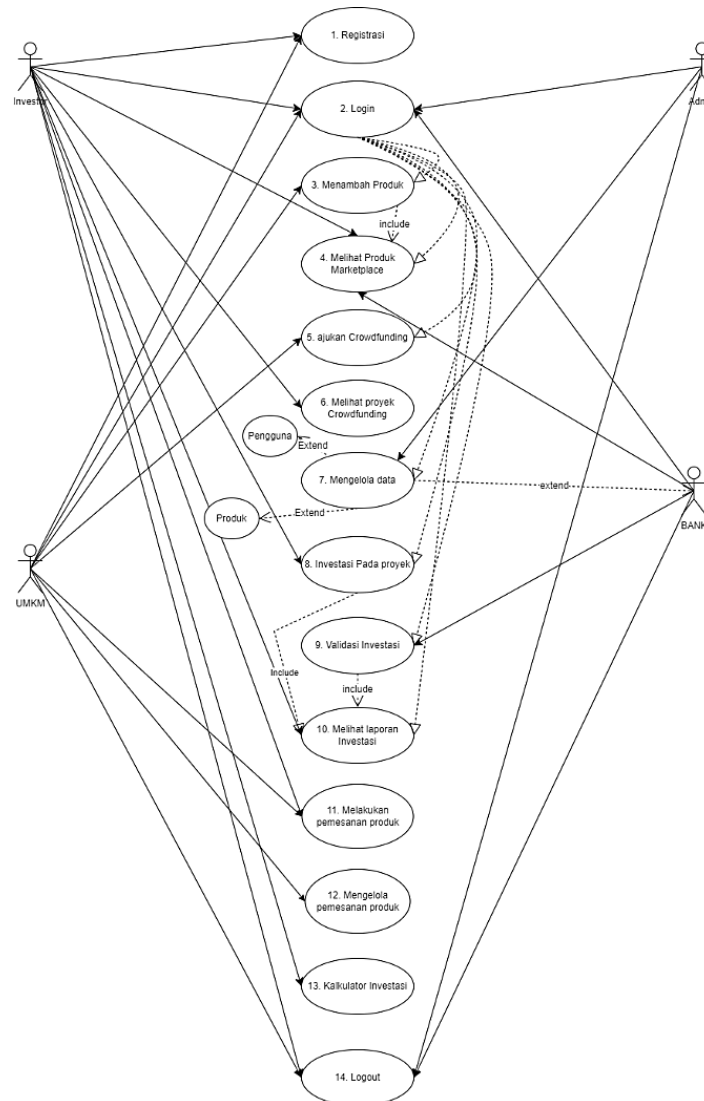 1. Registrasi
Investor
Adm
2. Login
3. Menambah Produk
include
4. Melihat Produk
Marketplace
5. ajukan Crowdfunding
6. Melihat proyek
Crowdfunding
Pengguna
Extend
7. Mengelola data
extend
Produk
Extend
BANK
8. Investasi Pada proyek
UMKM
9. Validasi Investasi
Include
include
10. Melihat laporan
Investasi
11. Melakukan
pemesanan produk
12. Mengelola
pemesanan produk
13. Kalkulator Investasi
14. Logout